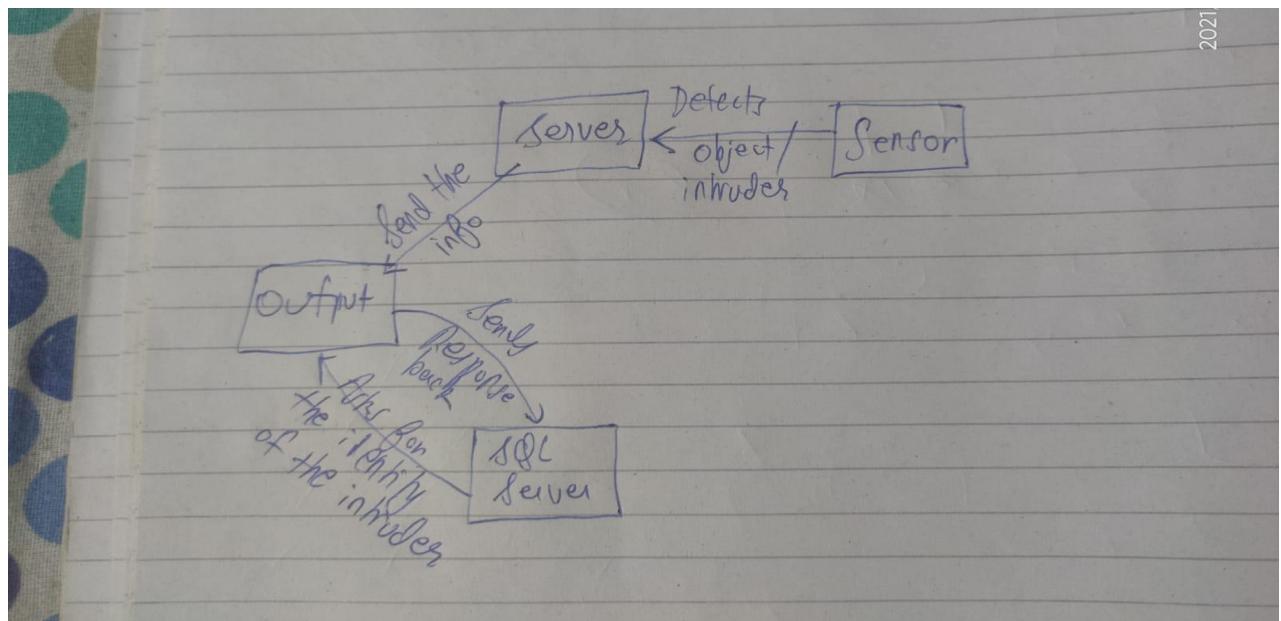 2021
Detects
Server
Sensor
object/
intruder
Send the
info
Output
Sends
Response
back
Asks for
the identity
of the intruder
SQL
Server